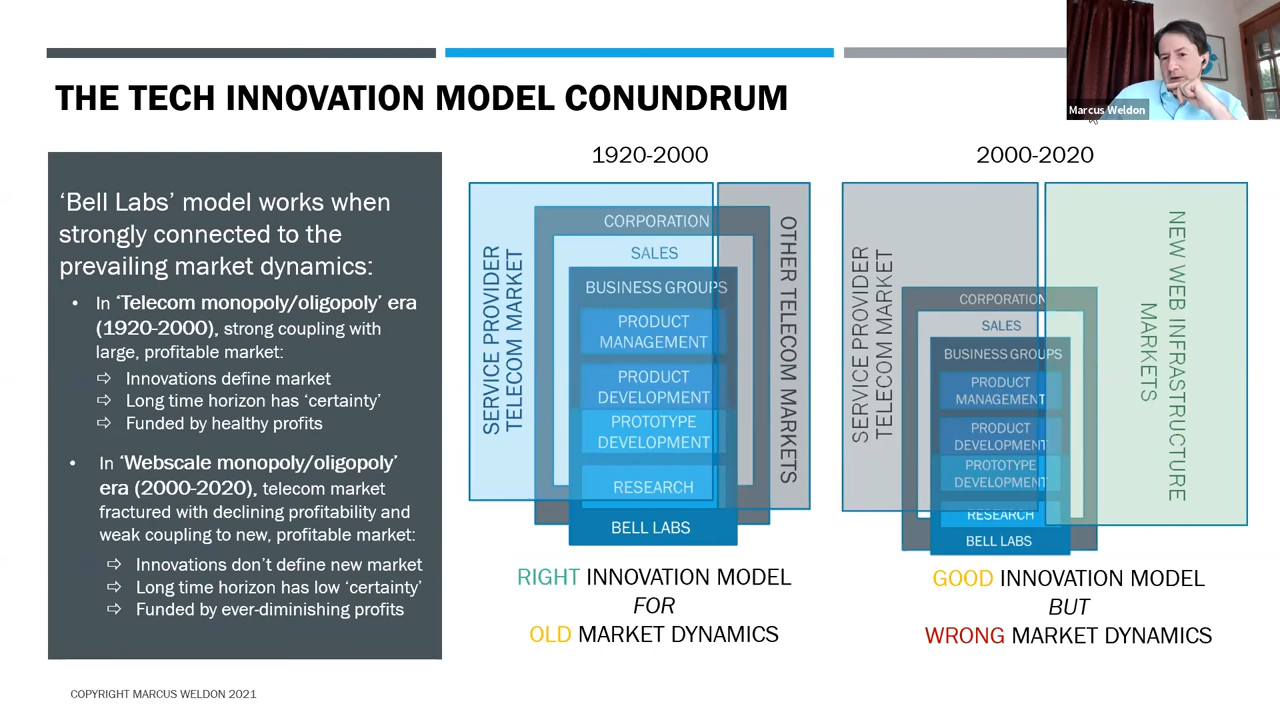 THE TECH INNOVATION MODEL CONUNDRUM
Marcus Weldon
‘Bell Labs’ model works when
strongly connected to the
prevailing market dynamics:
• In ‘Telecom monopoly/oligopoly’ era
(1920-2000), strong coupling with
large, profitable market:
⇨ Innovations define market
⇨ Long time horizon has ‘certainty’
⇨ Funded by healthy profits
• In ‘Webscale monopoly/oligopoly’
era (2000-2020), telecom market
fractured with declining profitability and
weak coupling to new, profitable market:
⇨ Innovations don’t define new market
⇨ Long time horizon has low ‘certainty’
⇨ Funded by ever-diminishing profits
1920-2000
SERVICE PROVIDER
TELECOM MARKET
CORPORATION
SALES
BUSINESS GROUPS
PRODUCT
MANAGEMENT
PRODUCT
DEVELOPMENT
PROTOTYPE
DEVELOPMENT
RESEARCH
BELL LABS
OTHER TELECOM MARKETS
RIGHT INNOVATION MODEL
FOR
OLD MARKET DYNAMICS
2000-2020
SERVICE PROVIDER
TELECOM MARKET
CORPORATION
SALES
BUSINESS GROUPS
PRODUCT
MANAGEMENT
PRODUCT
DEVELOPMENT
PROTOTYPE
DEVELOPMENT
RESEARCH
BELL LABS
NEW WEB INFRASTRUCTURE
MARKETS
GOOD INNOVATION MODEL
BUT
WRONG MARKET DYNAMICS
COPYRIGHT MARCUS WELDON 2021